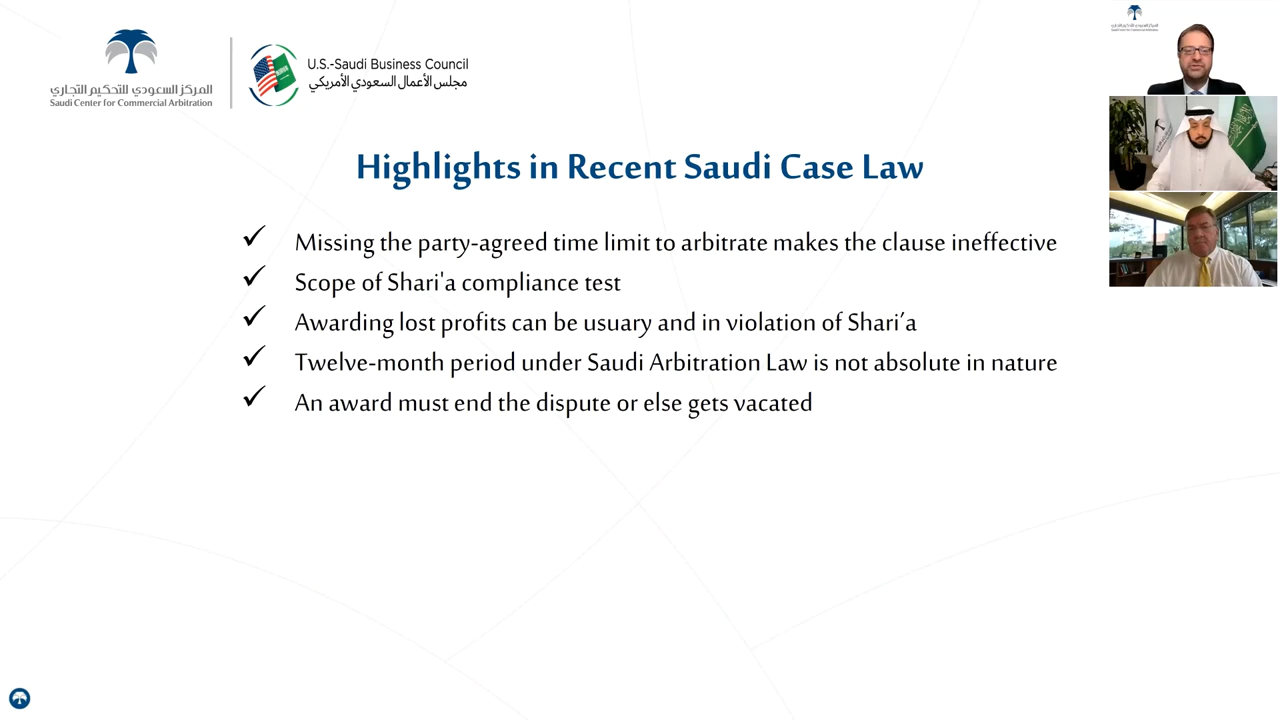 المركز السعودي للتحكيم التجاري
Saudi Center for Commercial Arbitration
U.S.-Saudi Business Council
مجلس الأعمال السعودي الأمريكي
Highlights in Recent Saudi Case Law
✓ Missing the party-agreed time limit to arbitrate makes the clause ineffective
✓ Scope of Shari'a compliance test
✓ Awarding lost profits can be usuary and in violation of Shari’a
✓ Twelve-month period under Saudi Arbitration Law is not absolute in nature
✓ An award must end the dispute or else gets vacated